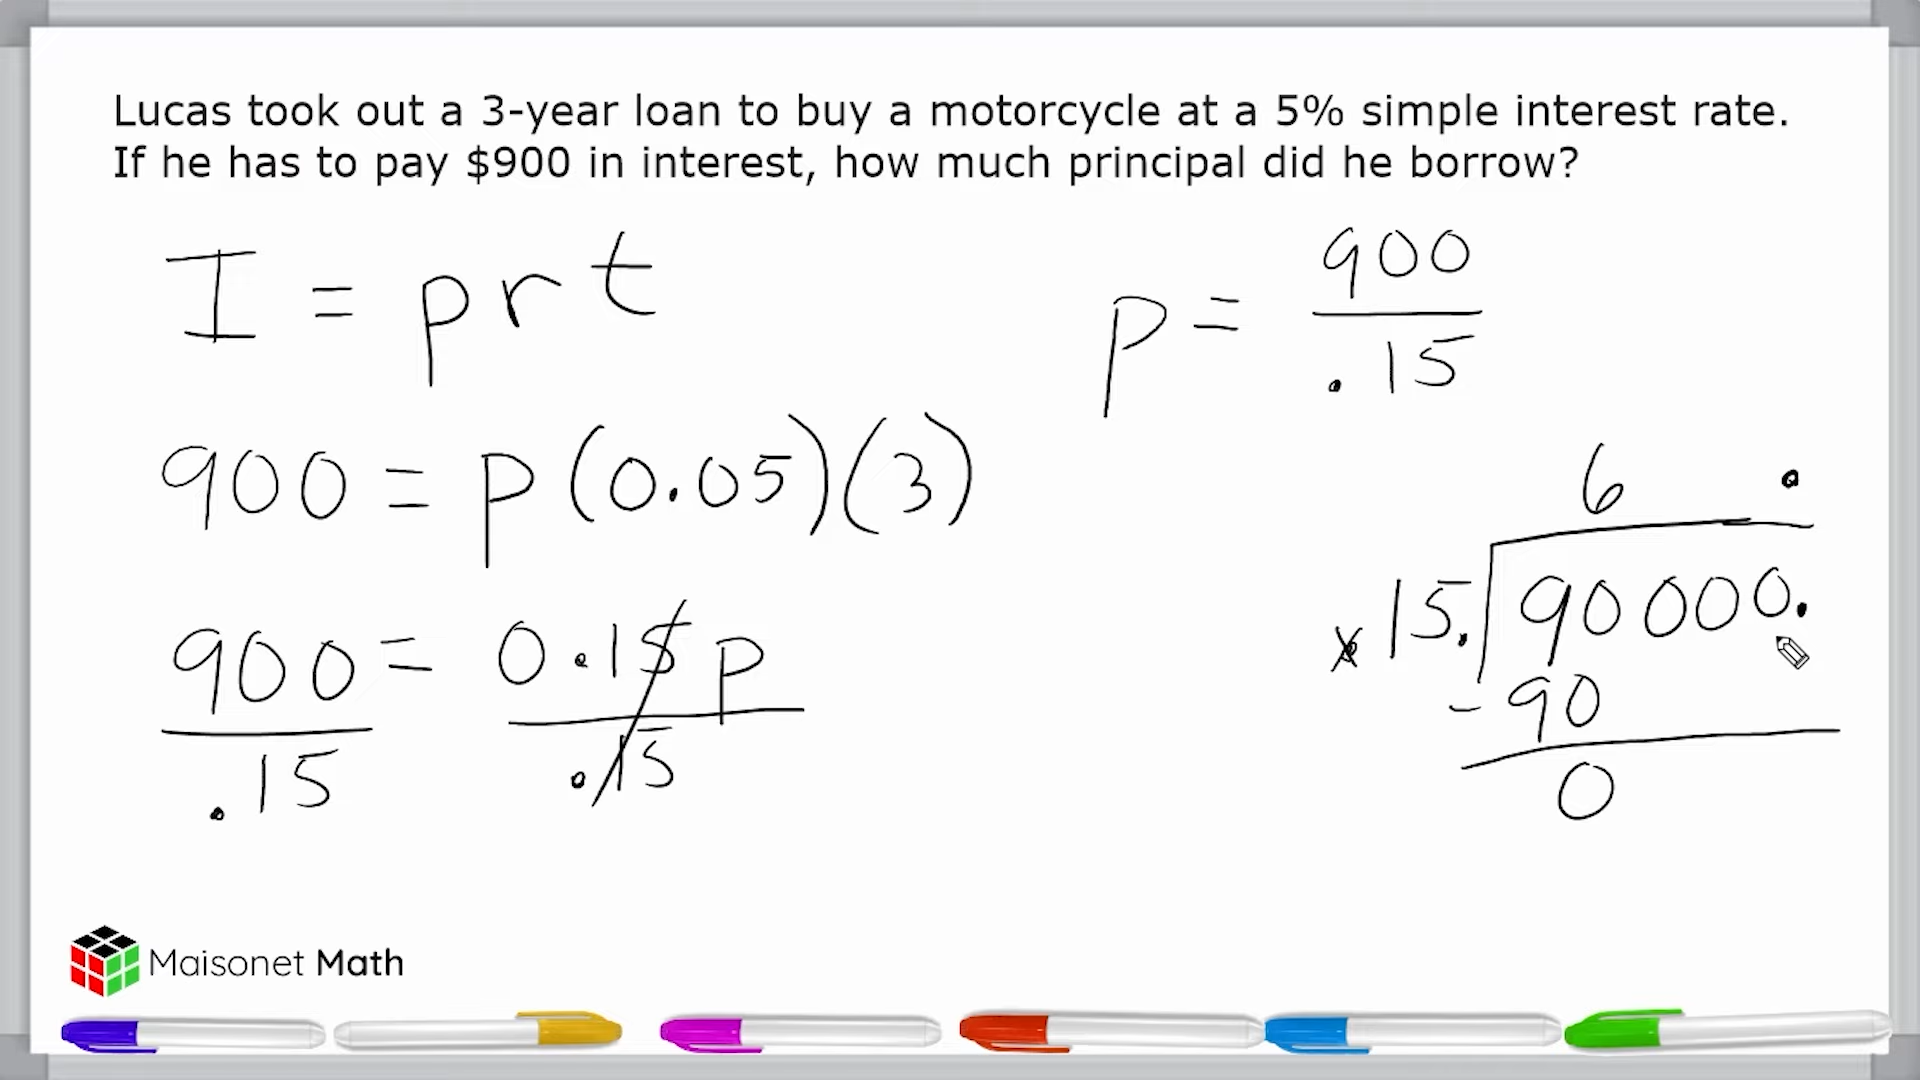 Lucas took out a 3-year loan to buy a motorcycle at a 5% simple interest rate.
If he has to pay $900 in interest, how much principal did he borrow?
I = prt
900 = p(0.05)(3)
900 = 0.15p
.15 .15
p = 900
.15
6 .
15. 90000.
- 90
0
Maisonet Math